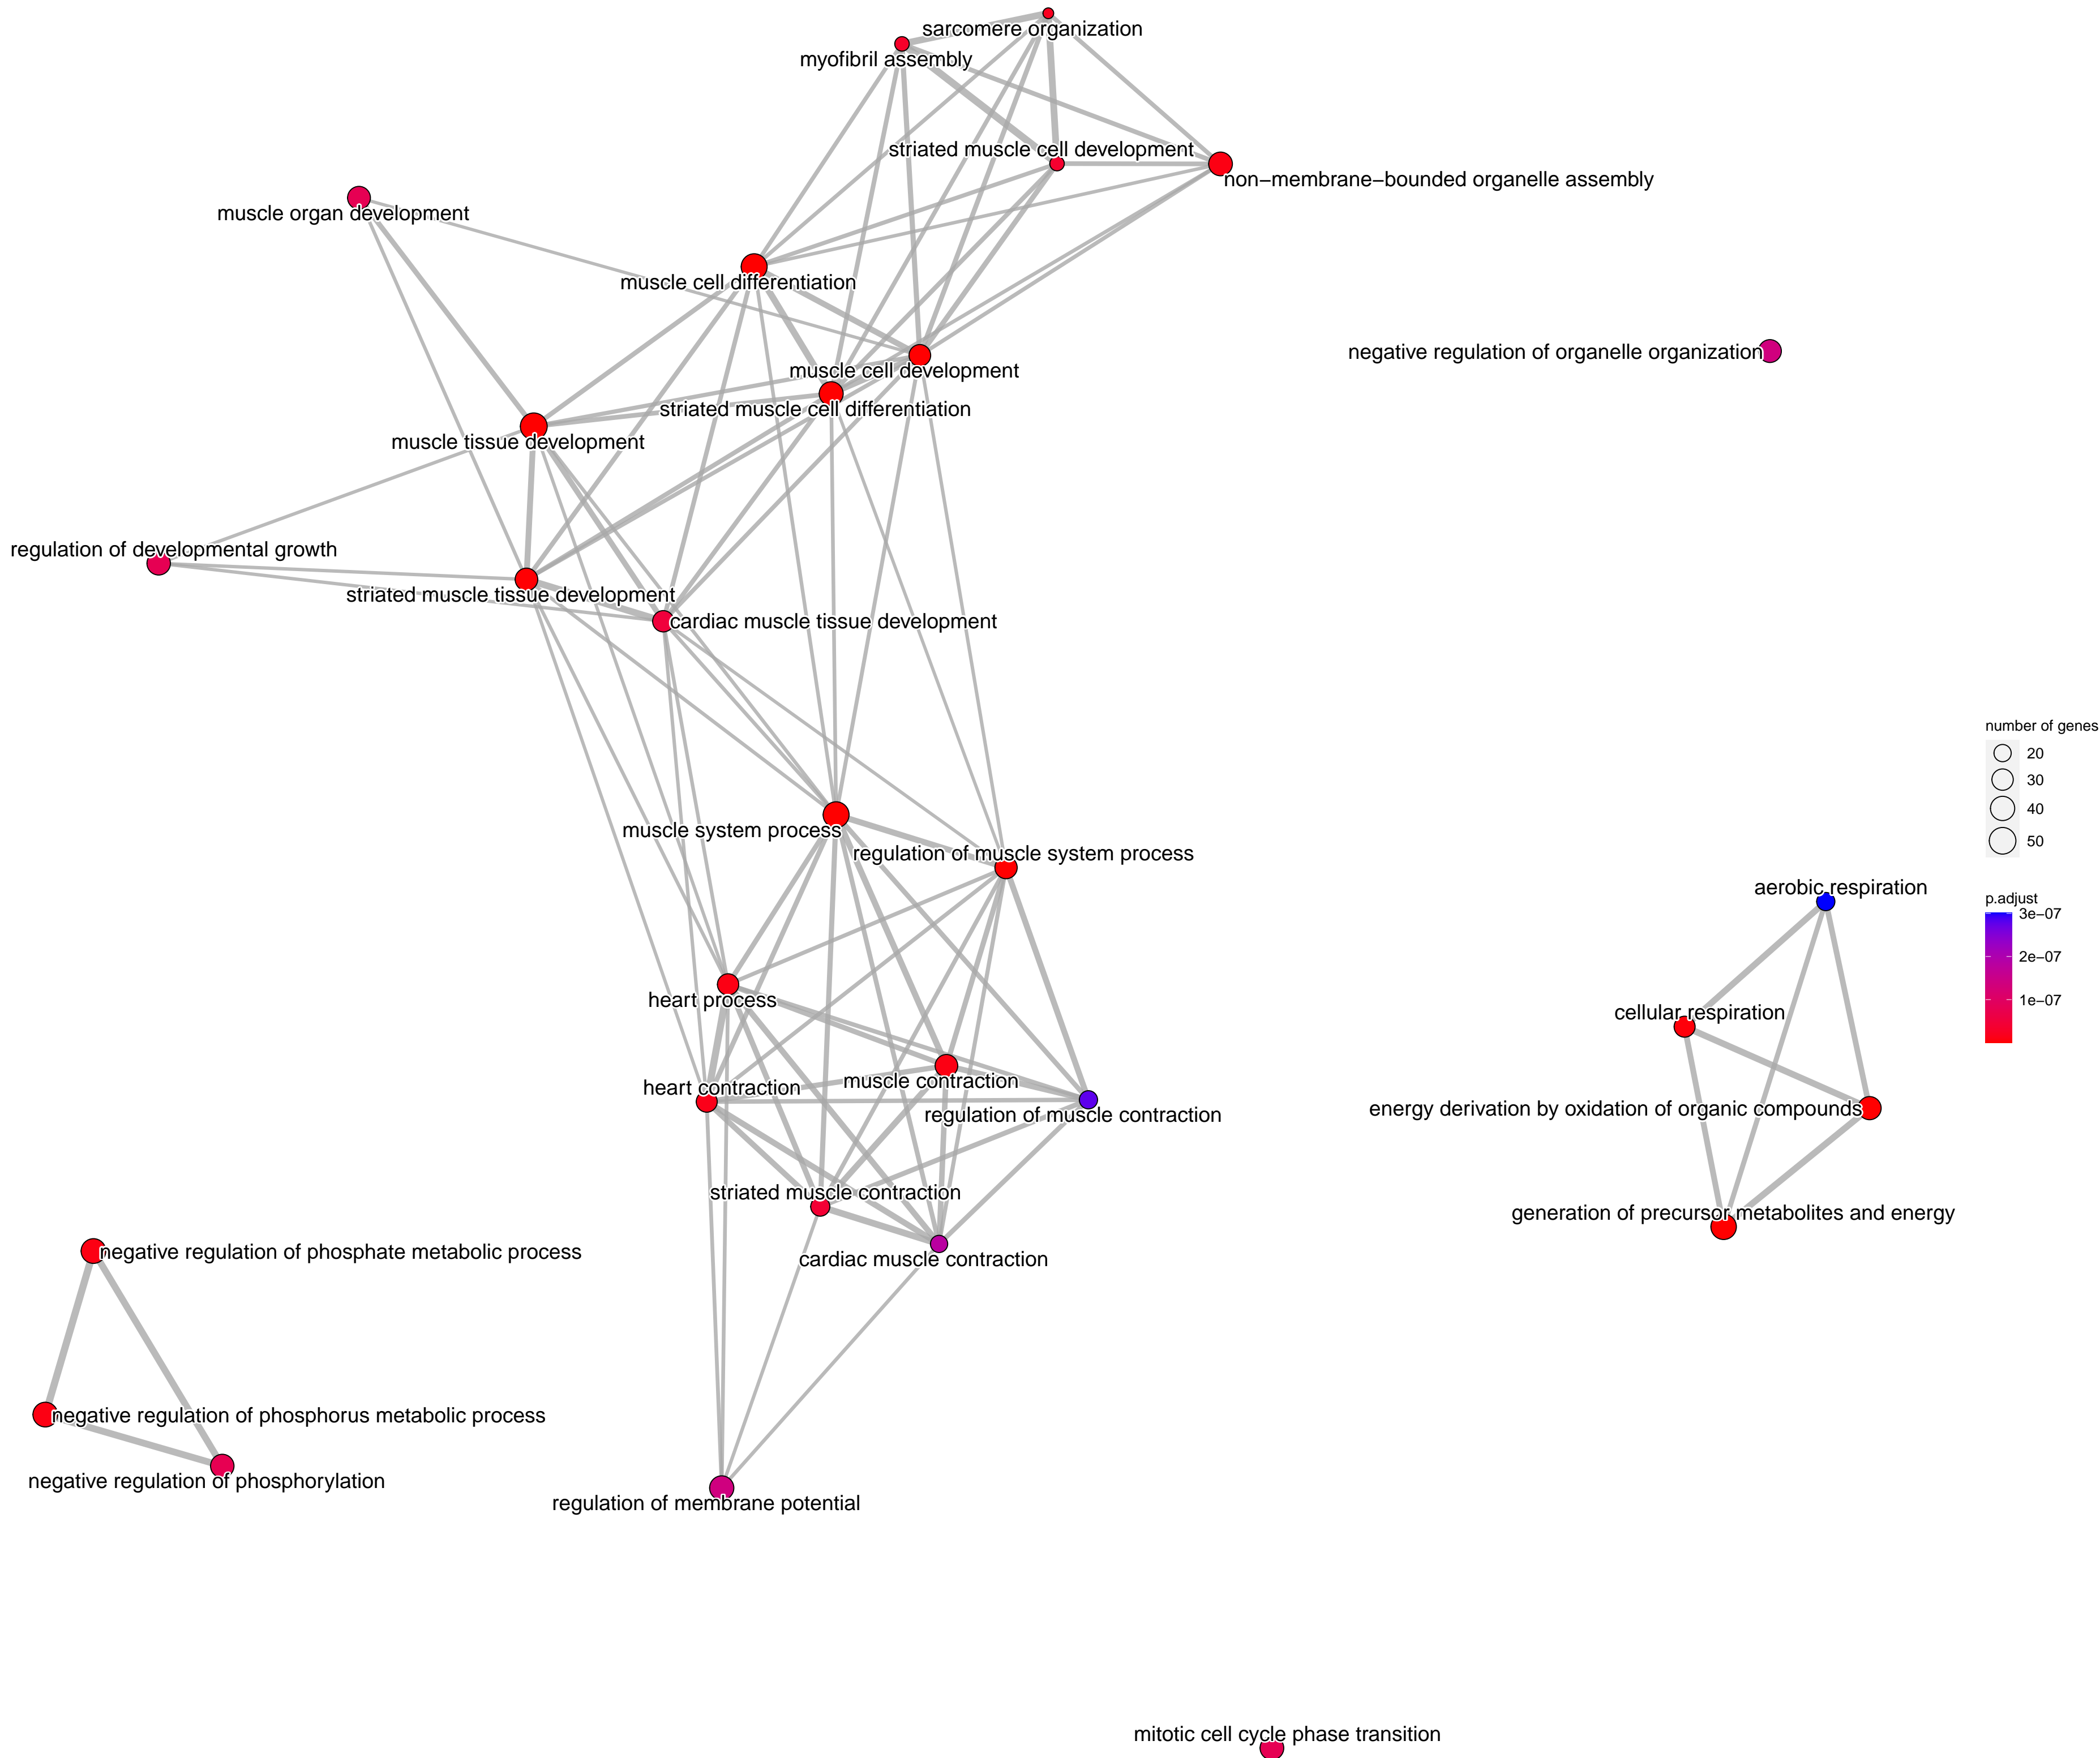 sarcomere organization
myofibril assembly
striated muscle cell development
non−membrane−bounded organelle assembly
muscle organ development
muscle cell differentiation
negative regulation of organelle organization
muscle cell development
striated muscle cell differentiation
muscle tissue development
regulation of developmental growth
striated muscle tissue development
cardiac muscle tissue development
number of genes
20
30
40
50
muscle system process
regulation of muscle system process
aerobic respiration
p.adjust
3e−07
2e−07
1e−07
heart process
cellular respiration
muscle contraction
heart contraction
regulation of muscle contraction
energy derivation by oxidation of organic compounds
striated muscle contraction
generation of precursor metabolites and energy
negative regulation of phosphate metabolic process
cardiac muscle contraction
negative regulation of phosphorus metabolic process
negative regulation of phosphorylation
regulation of membrane potential
mitotic cell cycle phase transition